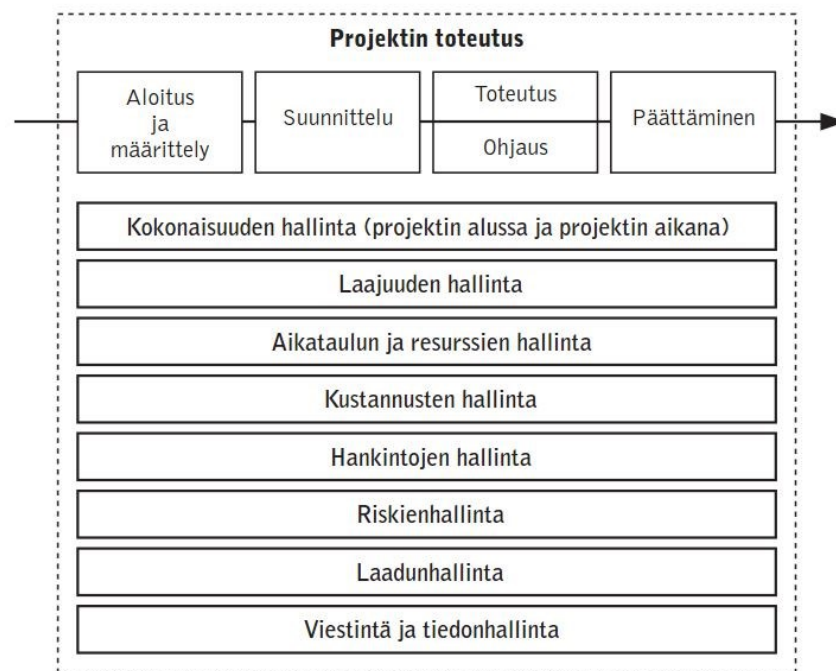 Projektin toteutus
Aloitus
ja
määrittely
Suunnittelu
Toteutus
Ohjaus
Päättäminen
Kokonaisuuden hallinta (projektin alussa ja projektin aikana)
Laajuuden hallinta
Aikataulun ja resurssien hallinta
Kustannusten hallinta
Hankintojen hallinta
Riskienhallinta
Laadunhallinta
Viestintä ja tiedonhallinta